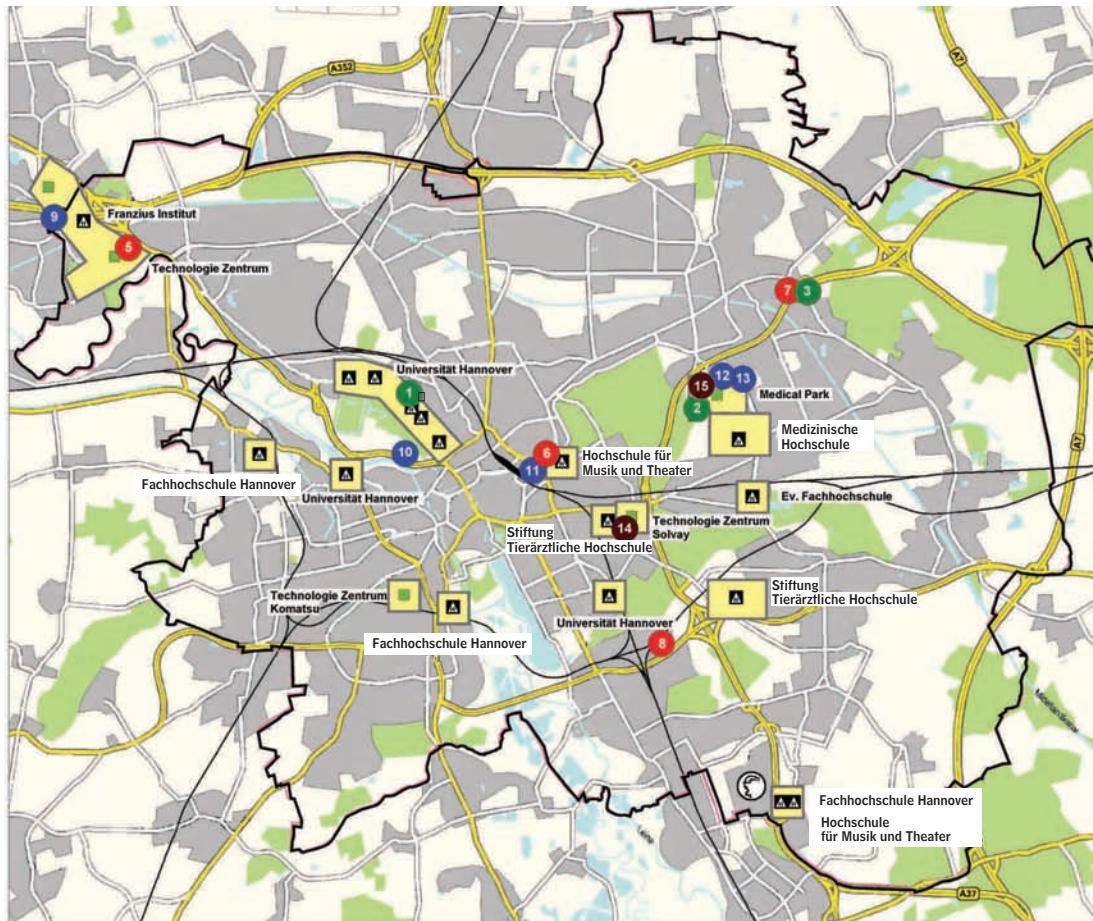 A352
A7
Franzius Institut
9
5
Technologie Zentrum
7
3
Universität Hannover
1
15
12
13
Medical Park
2
Medizinische
Hochschule
10
6
11
Hochschule für
Musik und Theater
Fachhochschule Hannover
Universität Hannover
Ev. Fachhochschule
A7
14
Technologie Zentrum
Solvay
Stiftung
Tierärztliche Hochschule
Technologie Zentrum
Komatsu
Fachhochschule Hannover
Universität Hannover
Stiftung
Tierärztliche Hochschule
8
Mittellandkanal
Leine
Fachhochschule Hannover
Hochschule
für Musik und Theater
A37